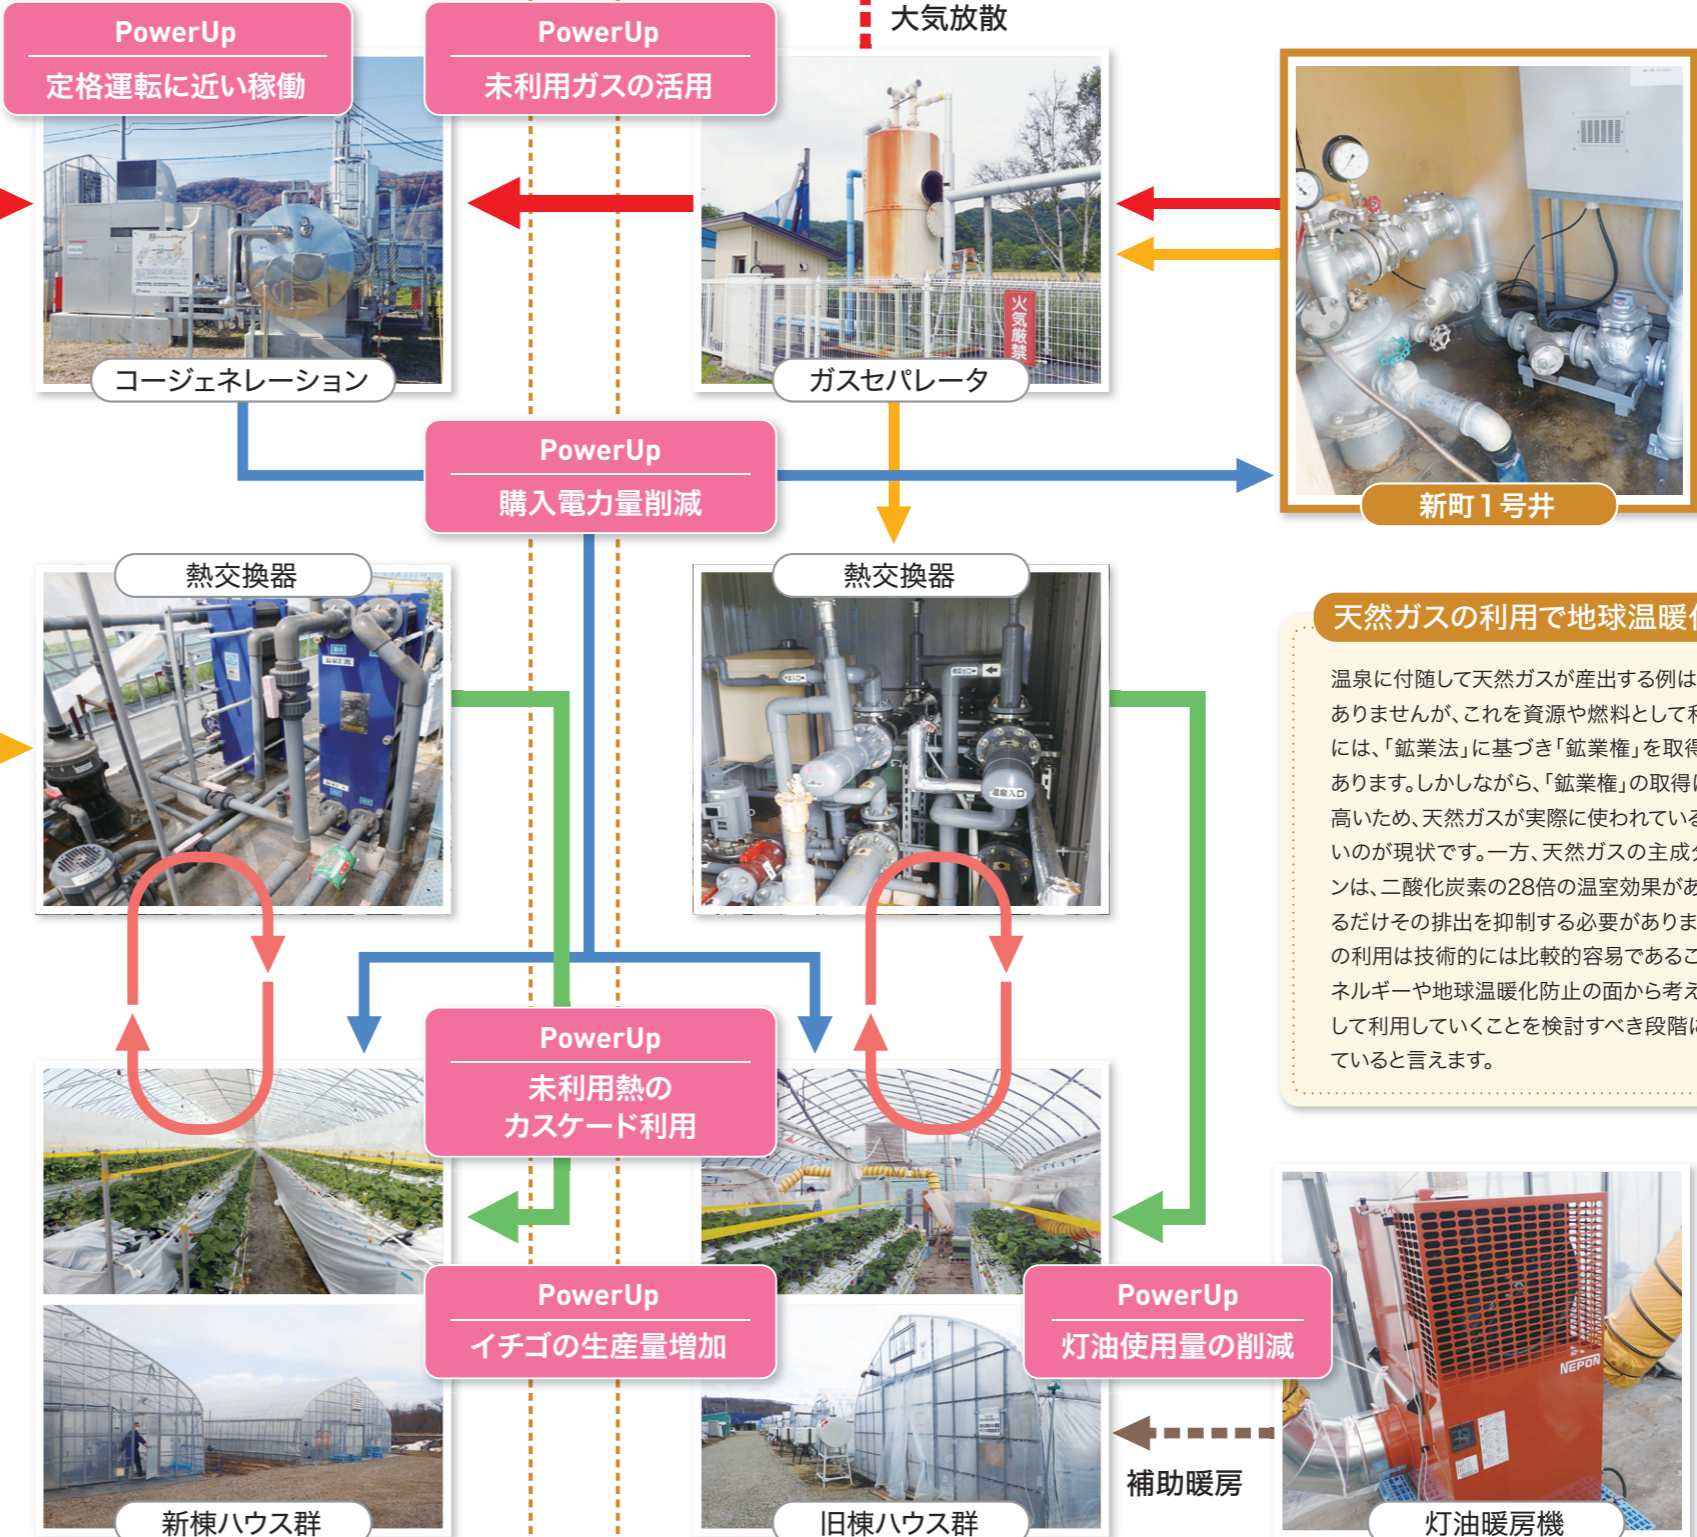 大気放散
PowerUp
定格運転に近い稼働
PowerUp
未利用ガスの活用
火気厳禁
コージェネレーション
ガスセパレータ
新町1号井
PowerUp
購入電力量削減
熱交換器
熱交換器
温泉入口
天然ガスの利用で地球温暖化
温泉に付随して天然ガスが産出する例は
ありませんが、これを資源や燃料として利
には、「鉱業法」に基づき「鉱業権」を取得
あります。しかしながら、「鉱業権」の取得に
高いため、天然ガスが実際に使われている
いのが現状です。一方、天然ガスの主成分
ンは、二酸化炭素の28倍の温室効果があ
るだけその排出を抑制する必要がありま
の利用は技術的には比較的容易であるこ
ネルギーや地球温暖化防止の面から考え
して利用していくことを検討すべき段階に
ていると言えます。
PowerUp
未利用熱の
カスケード利用
PowerUp
イチゴの生産量増加
PowerUp
灯油使用量の削減
NEPON
補助暖房
新棟ハウス群
旧棟ハウス群
灯油暖房機